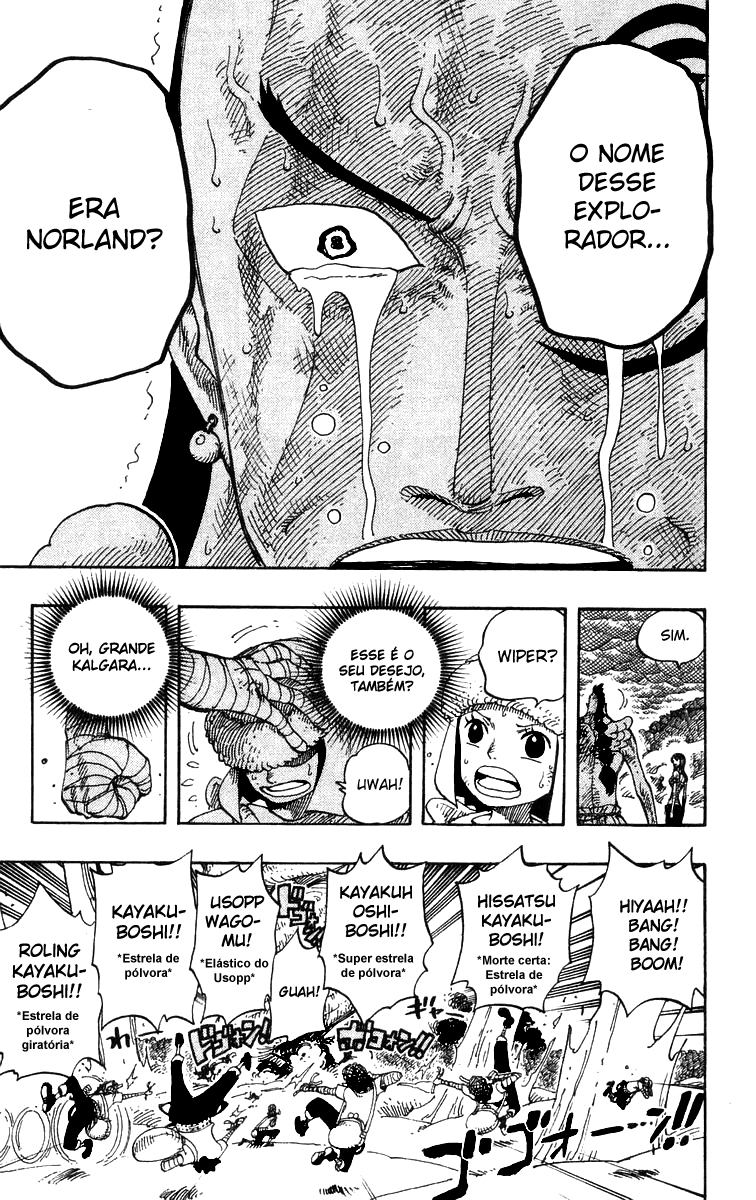 O NOME
DESSE
EXPLO-
RADOR...
ERA
NORLAND?
SIM.
WIPER?
ESSE É O
SEU DESEJO,
TAMBÉM?
UWAH!
OH, GRANDE
KALGARA...
HIYAAH!!
BANG!
BANG!
BOOM!
HISSATSU
KAYAKU-
BOSHI!
*Morte certa:
Estrela de
pólvora*
KAYAKUH
OSHI-
BOSHI!!
*Super estrela
de pólvora*
GUAH!
USOPP
WAGO-
MU!
*Elástico do
Usopp*
KAYAKU-
BOSHI!!
*Estrela de
pólvora*
ROLING
KAYAKU-
BOSHI!!
*Estrela de
pólvora
giratória*